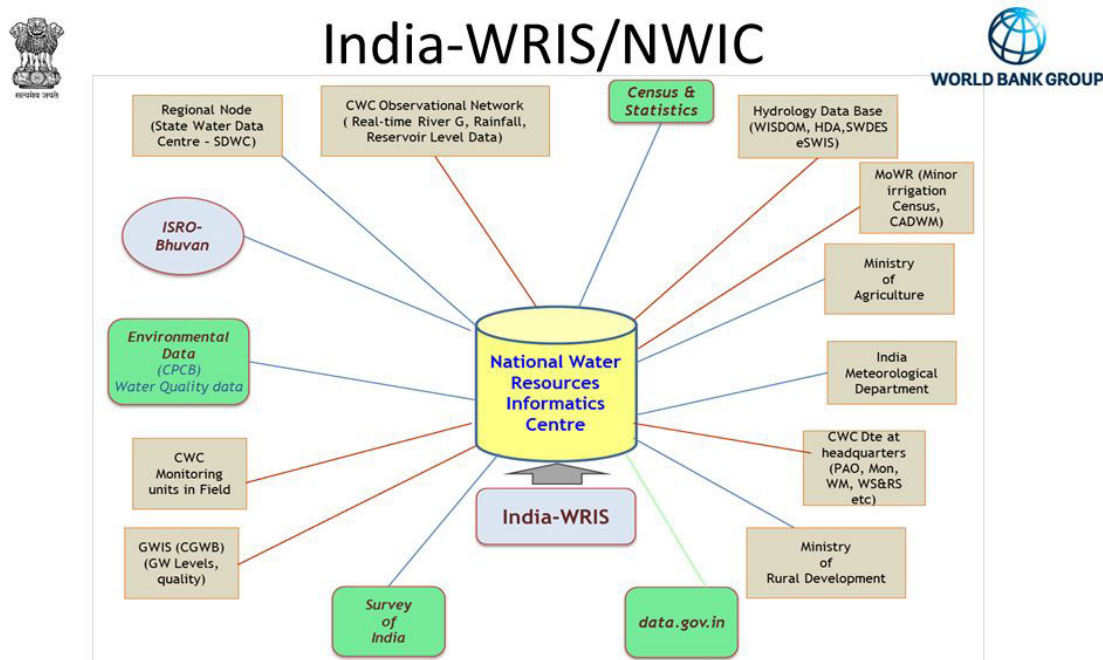 India-WRIS/NWIC
सत्यमेव जयते
WORLD BANK GROUP
Regional Node
(State Water Data
Centre - SDWC)
CWC Observational Network
( Real-time River G, Rainfall,
Reservoir Level Data)
Census &
Statistics
Hydrology Data Base
(WISDOM, HDA,SWDES
eSWIS)
MoWR (Minor
irrigation
Census,
CADWM)
ISRO-
Bhuvan
Ministry
of
Agriculture
Environmental
Data
(CPCB)
Water Quality data
National Water
Resources
Informatics
Centre
India
Meteorological
Department
CWC
Monitoring
units in Field
CWC Dte at
headquarters
(PAO, Mon,
WM, WS&RS
etc)
India-WRIS
GWIS (CGWB)
(GW Levels,
quality)
Ministry
of
Rural Development
Survey
of
India
data.gov.in